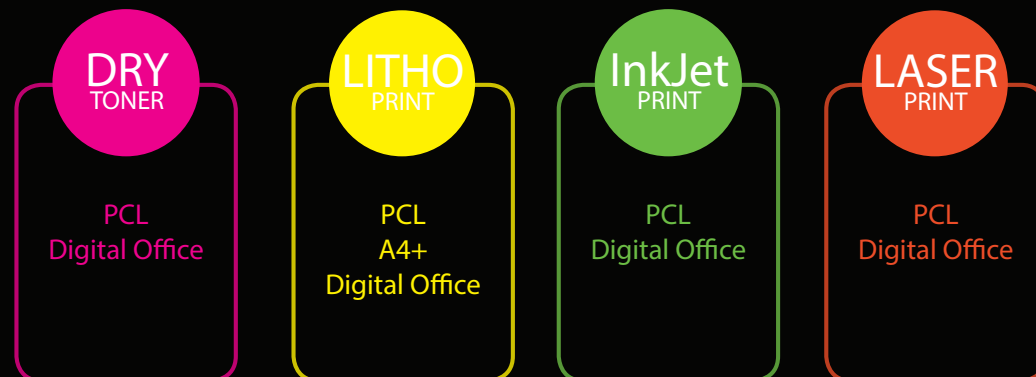 DRY
TONER
PCL
Digital Office
LITHO
PRINT
PCL
A4+
Digital Office
InkJet
PRINT
PCL
Digital Office
LASER
PRINT
PCL
Digital Office